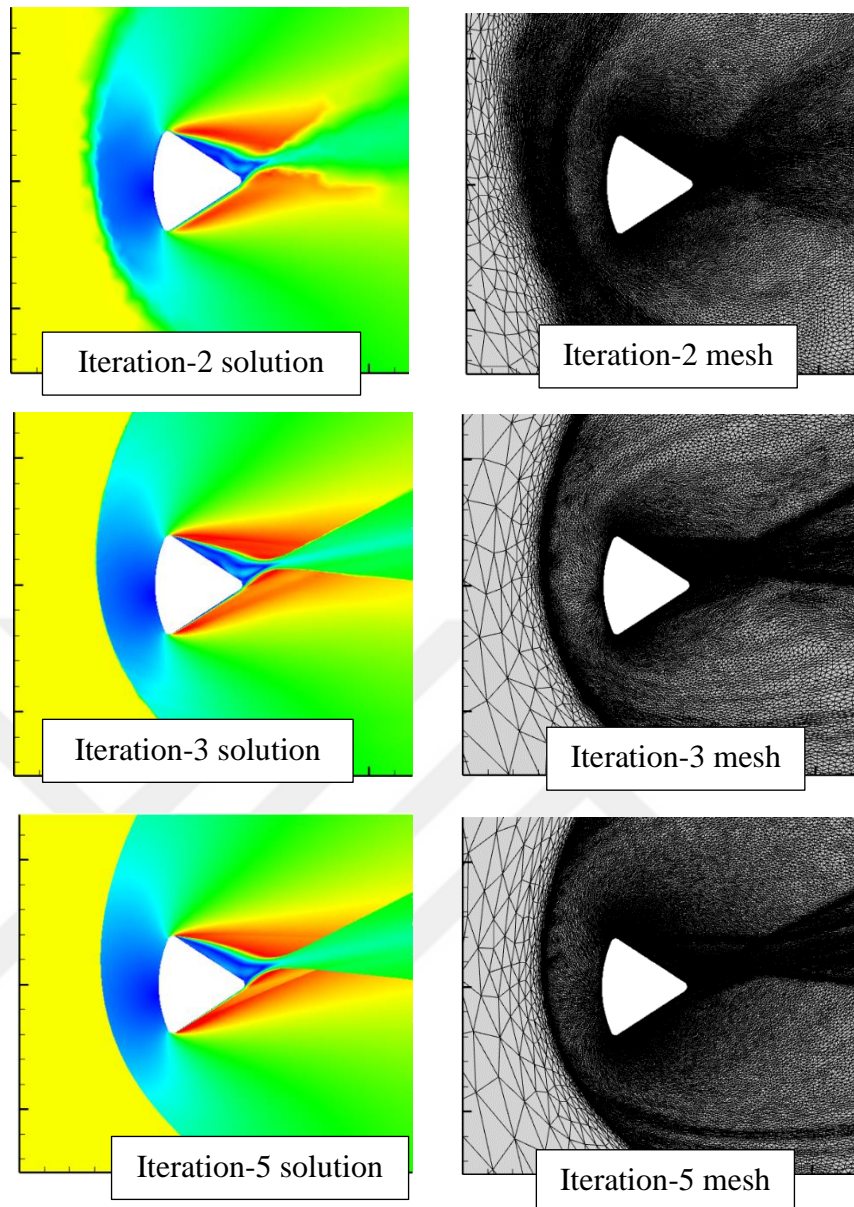 Iteration-2 solution
Iteration-2 mesh
Iteration-3 solution
Iteration-3 mesh
Iteration-5 solution
Iteration-5 mesh